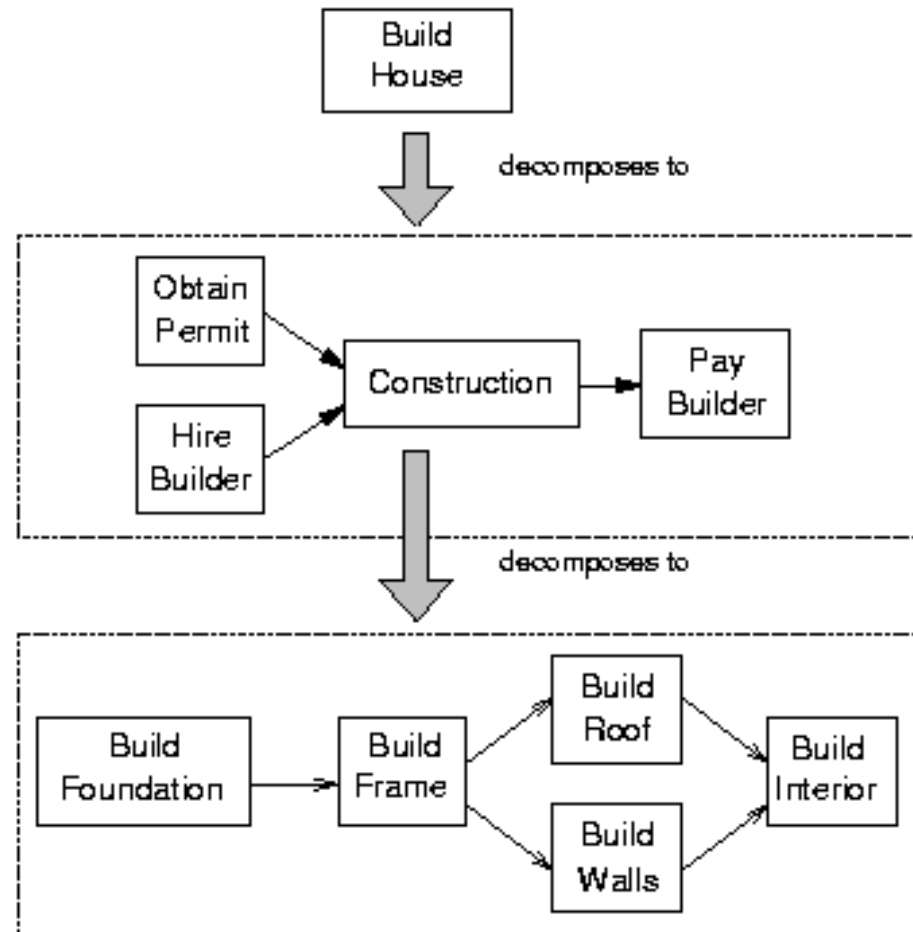 Build
House
decomposes to
Obtain
Permit
Construction
Pay
Builder
Hire
Builder
decomposes to
Build
Foundation
Build
Frame
Build
Roof
Build
Walls
Build
Interior